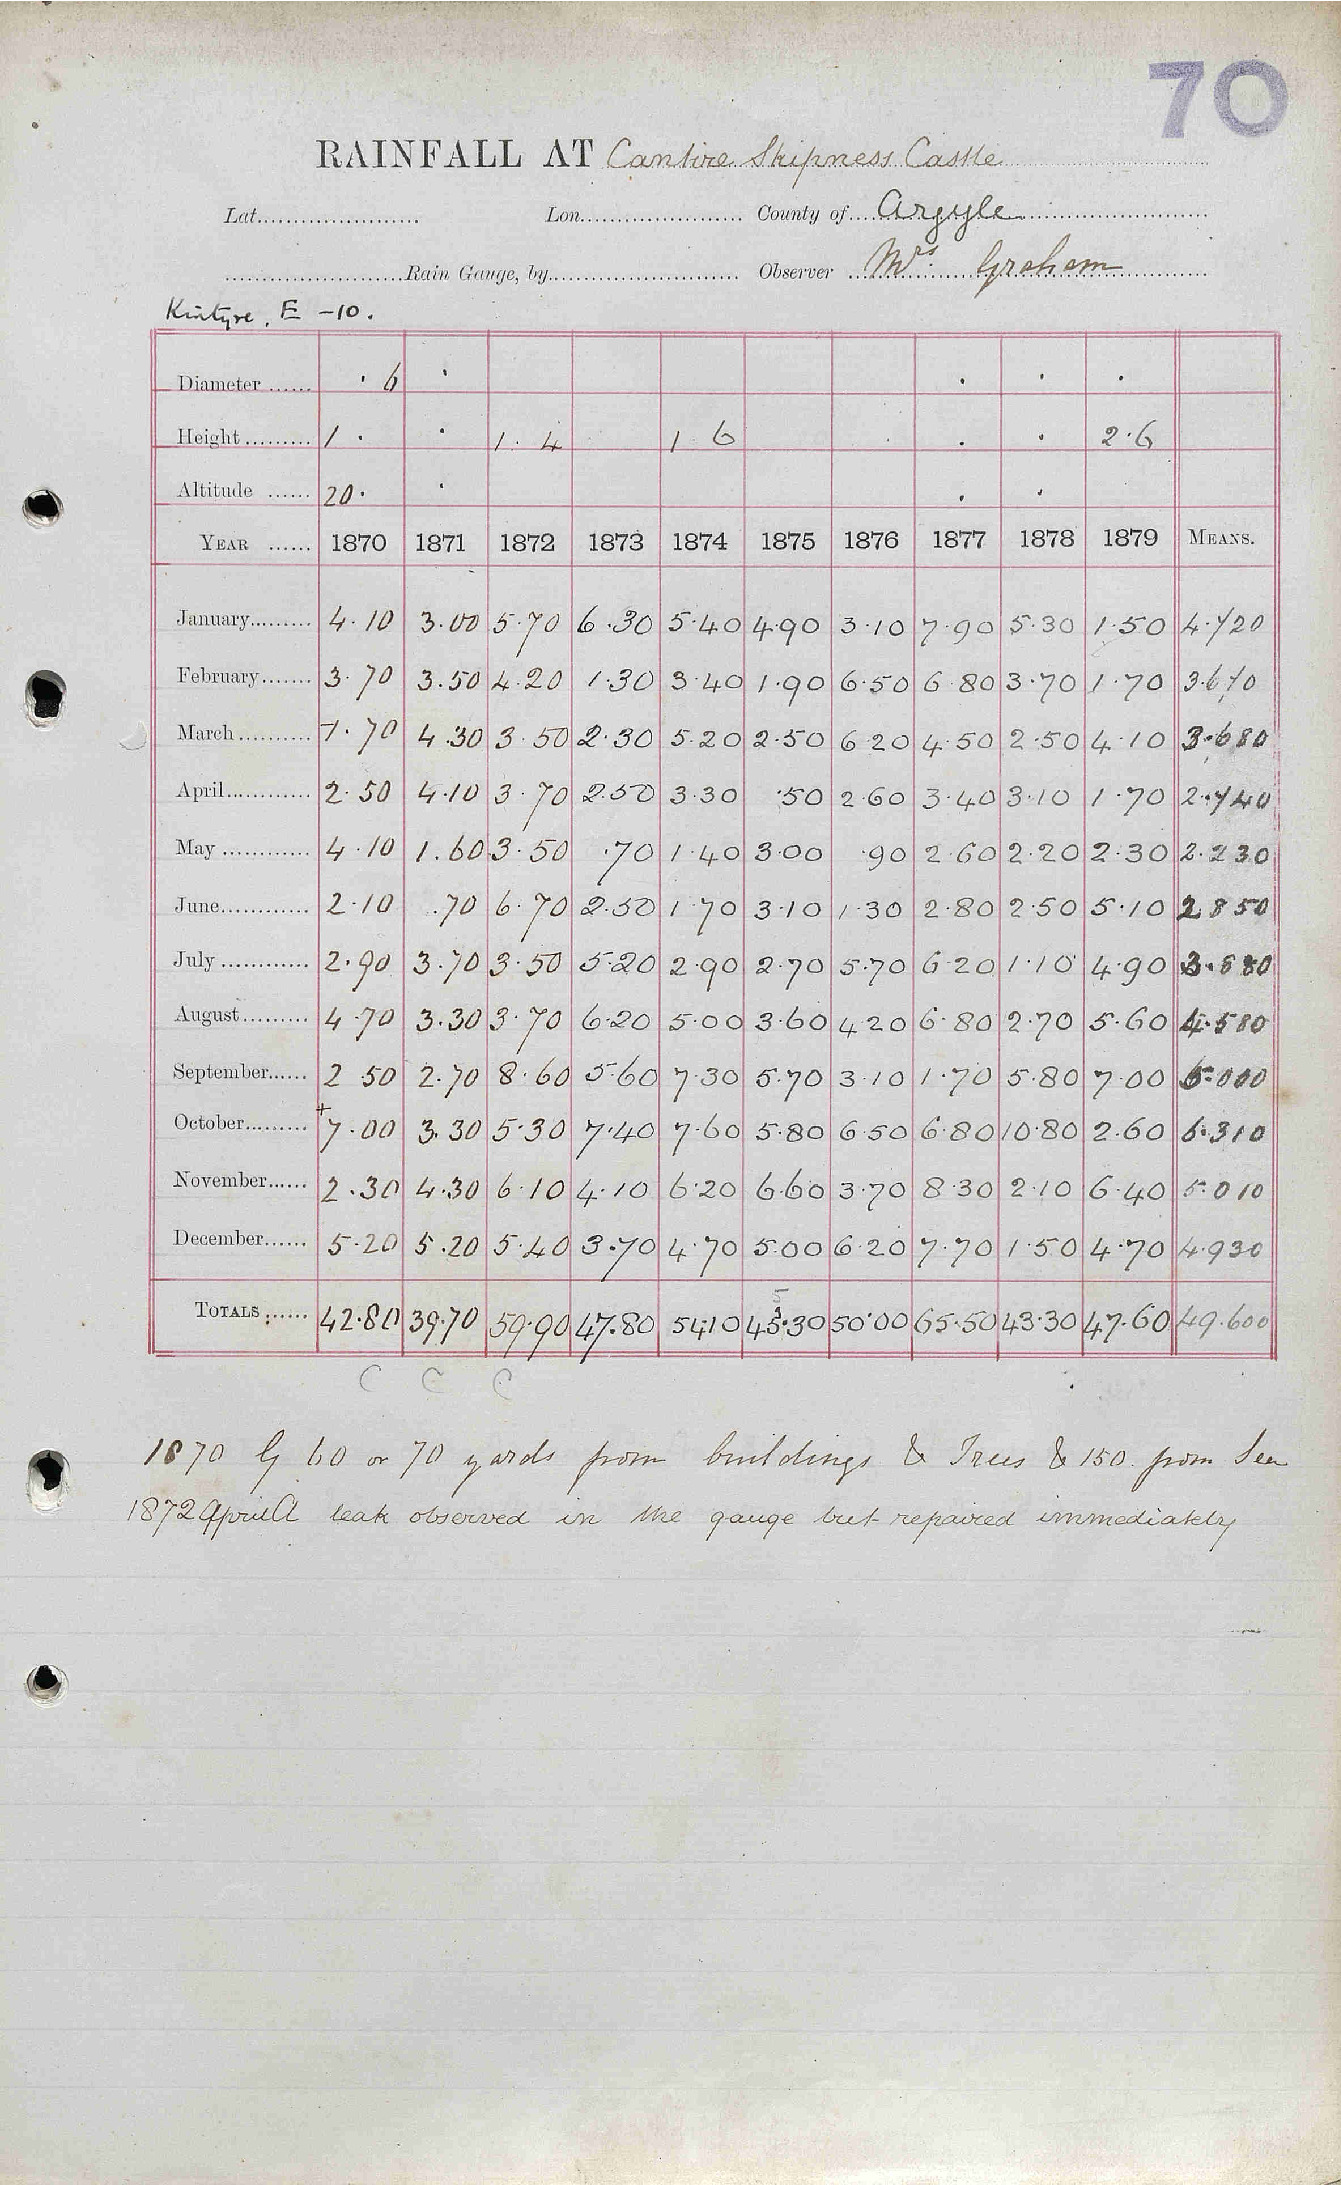 70
RAINFALL AT Cantire Skipness Castle
Lat. Lon. County of Argyle
Rain Gauge, by Observer Mrs Graham
Kintyre, E - 10.
Diameter ...... · 6 · · · ·
Height ......... 1 · · 1 · 4 1 6 · · · 2·6
Altitude ...... 20 · · · ·
YEAR ...... 1870 1871 1872 1873 1874 1875 1876 1877 1878 1879 MEANS.
January......... 4·10 3.00 5·70 6·30 5·40 4·90 3·10 7·90 5·30 1·50 4·720
February....... 3·70 3.50 4·20 1·30 3·40 1·90 6·50 6·80 3·70 1·70 3·670
March .......... 1·70 4.30 3·50 2·30 5·20 2·50 6·20 4·50 2·50 4·10 3·680
April............ 2·50 4·10 3·70 2·50 3·30 ·50 2·60 3·40 3·10 1·70 2·740
May ............ 4·10 1.60 3·50 ·70 1·40 3·00 ·90 2·60 2·20 2·30 2·230
June............ 2·10 .70 6·70 2·50 1·70 3·10 1·30 2·80 2·50 5·10 2·850
July ............ 2·90 3.70 3·50 5·20 2·90 2·70 5·70 6·20 1·10 4·90 3·880
August......... 4·70 3.30 3·70 6·20 5·00 3·60 4·20 6·80 2·70 5·60 4·580
September...... 2·50 2.70 8·60 5·60 7·30 5·70 3·10 1·70 5·80 7·00 5·000
October......... +7·00 3.30 5·30 7·40 7·60 5·80 6·50 6·80 10·80 2·60 6·310
November...... 2·30 4·30 6·10 4·10 6·20 6·60 3·70 8·30 2·10 6·40 5·010
December...... 5·20 5.20 5·40 3·70 4·70 5·00 6·20 7·70 1·50 4·70 4·930
TOTALS ...... 42·80 39·70 59·90 47·80 54·10 45·30 50·00 65·50 43·30 47·60 49·600
C C C
1870 G 60 or 70 yards from buildings & Trees & 150 from Sea
1872 April A leak observed in the gauge but repaired immediately